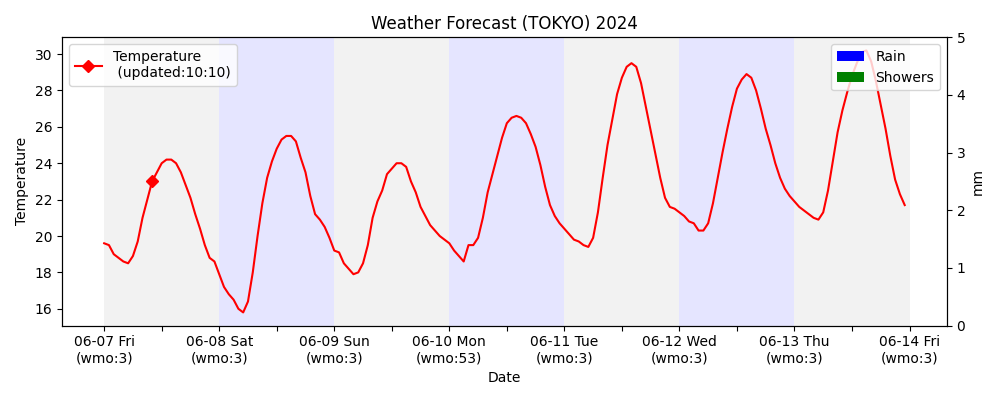 Weather Forecast (TOKYO) 2024
Temperature
(updated:10:10)
Rain
Showers
30
28
26
24
22
20
18
16
Temperature
5
4
3
2
1
0
mm
06-07 Fri
(wmo:3)
06-08 Sat
(wmo:3)
06-09 Sun
(wmo:3)
06-10 Mon
(wmo:53)
06-11 Tue
(wmo:3)
06-12 Wed
(wmo:3)
06-13 Thu
(wmo:3)
06-14 Fri
(wmo:3)
Date